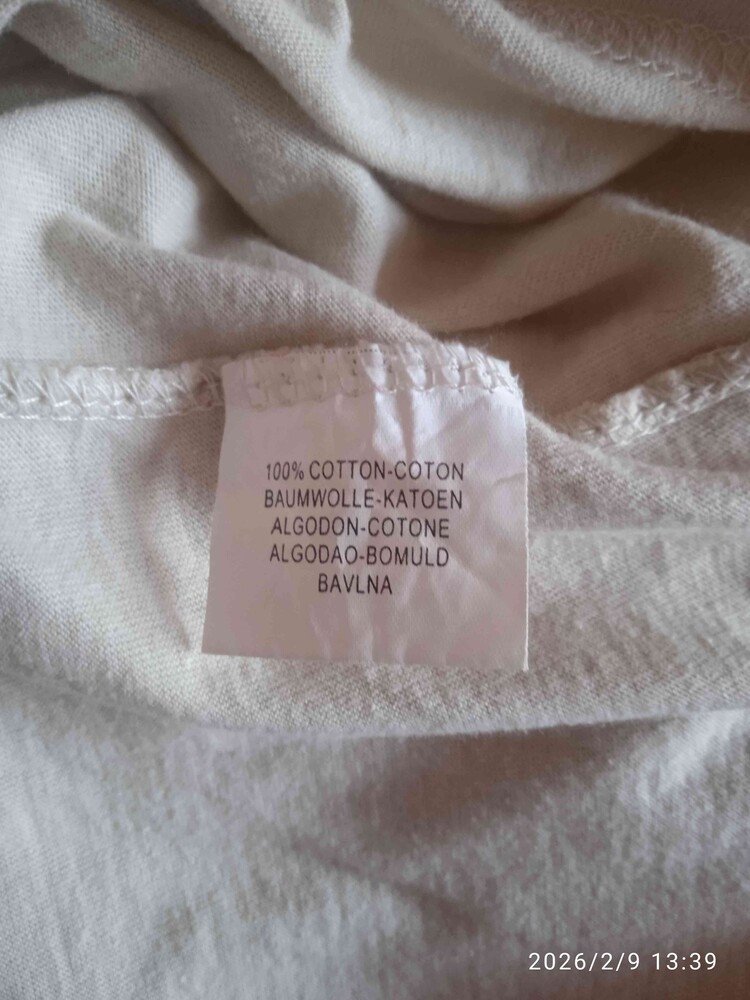 100% COTTON-COTON
BAUMWOLLE-KATOEN
ALGODON-COTONE
ALGODAO-BOMULD
BAVLNA
2026/2/9 13:39